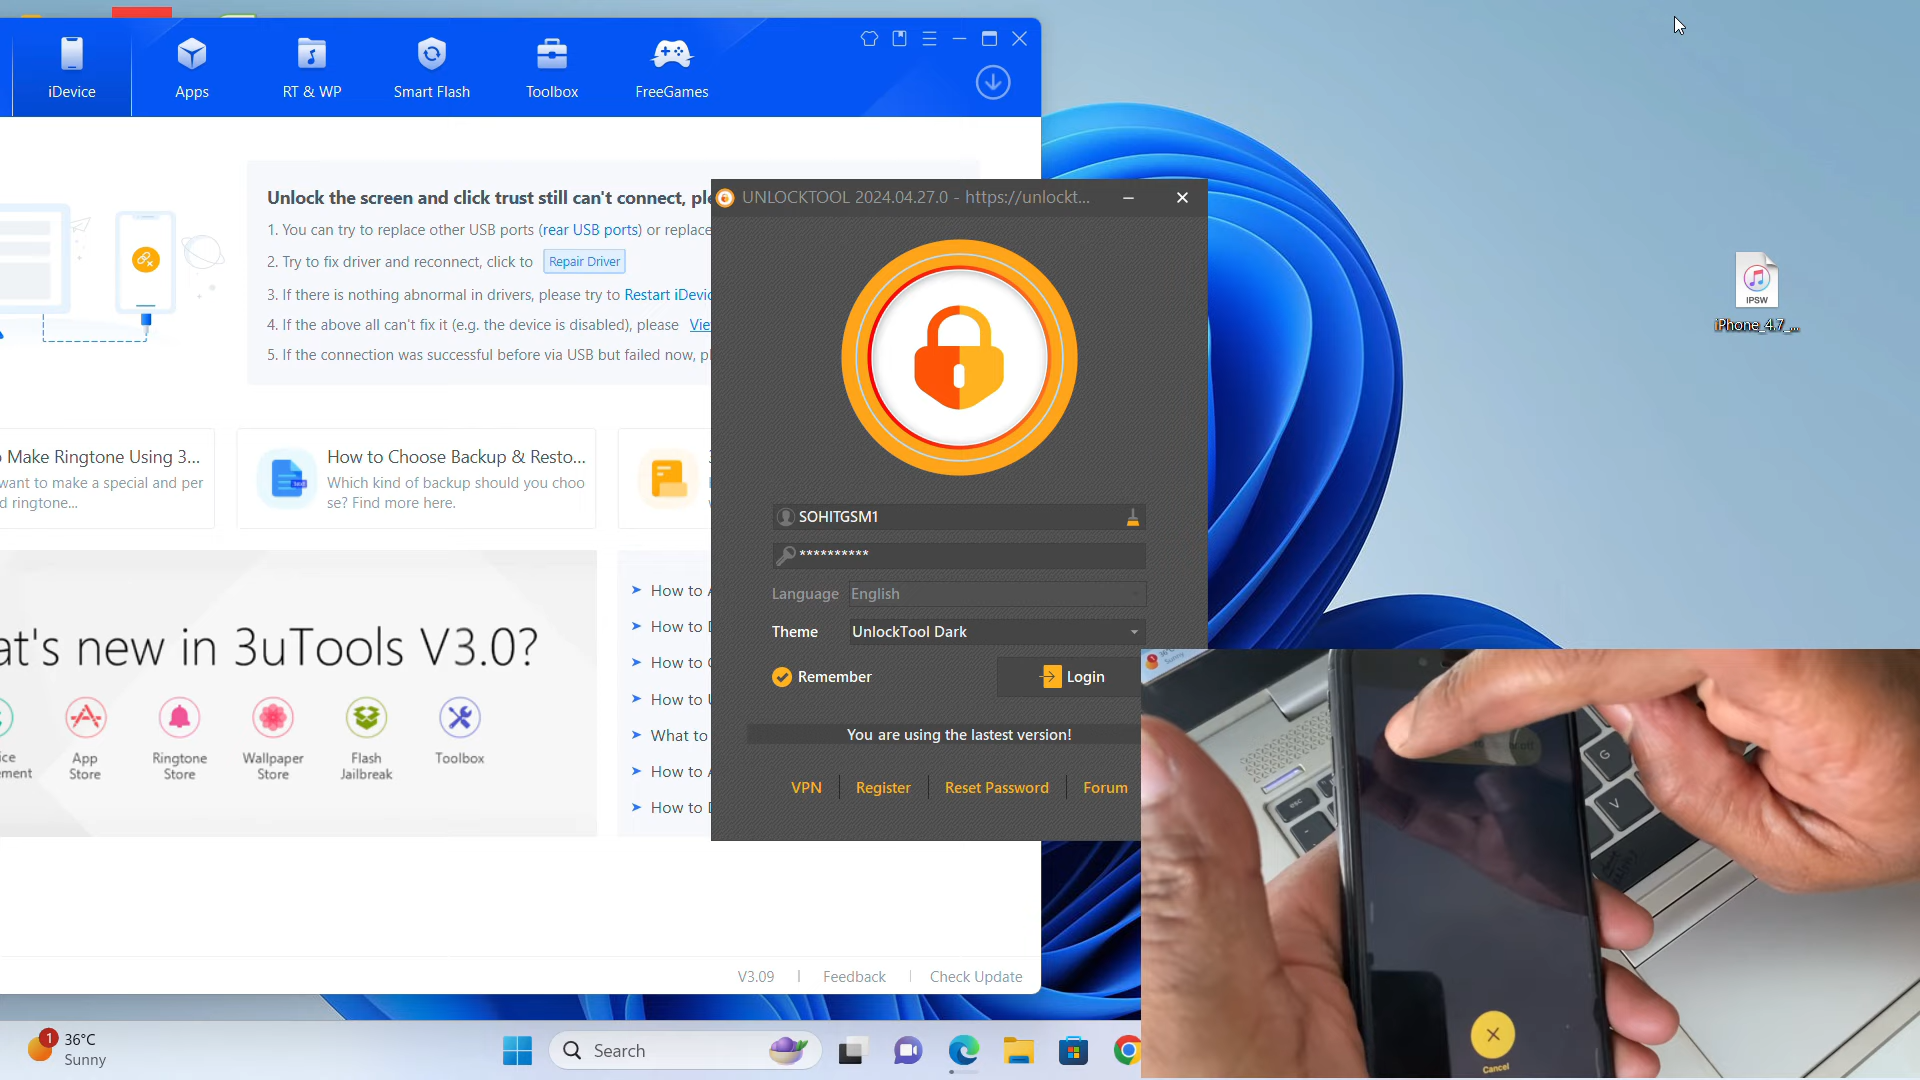 iDevice
Apps
RT & WP
Smart Flash
Toolbox
FreeGames
Unlock the screen and click trust still can't connect, ple
1. You can try to replace other USB ports (rear USB ports) or replace
2. Try to fix driver and reconnect, click to Repair Driver
3. If there is nothing abnormal in drivers, please try to Restart iDevic
4. If the above all can't fix it (e.g. the device is disabled), please Vie
5. If the connection was successful before via USB but failed now, pl
UNLOCKTOOL 2024.04.27.0 - https://unlockt...
SOHITGSM1
**********
Language English
Theme UnlockTool Dark
Remember
Login
You are using the lastest version!
VPN
Register
Reset Password
Forum
IPSW
iPhone_4.7_...
Make Ringtone Using 3...
want to make a special and per
d ringtone...
How to Choose Backup & Resto...
Which kind of backup should you choo
se? Find more here.
at's new in 3uTools V3.0?
App
Store
Ringtone
Store
Wallpaper
Store
Flash
Jailbreak
Toolbox
How to
How to
How to
How to
What to
How to
How to
V3.09
Feedback
Check Update
1
36°C
Sunny
Search
esc
G
V
Cancel